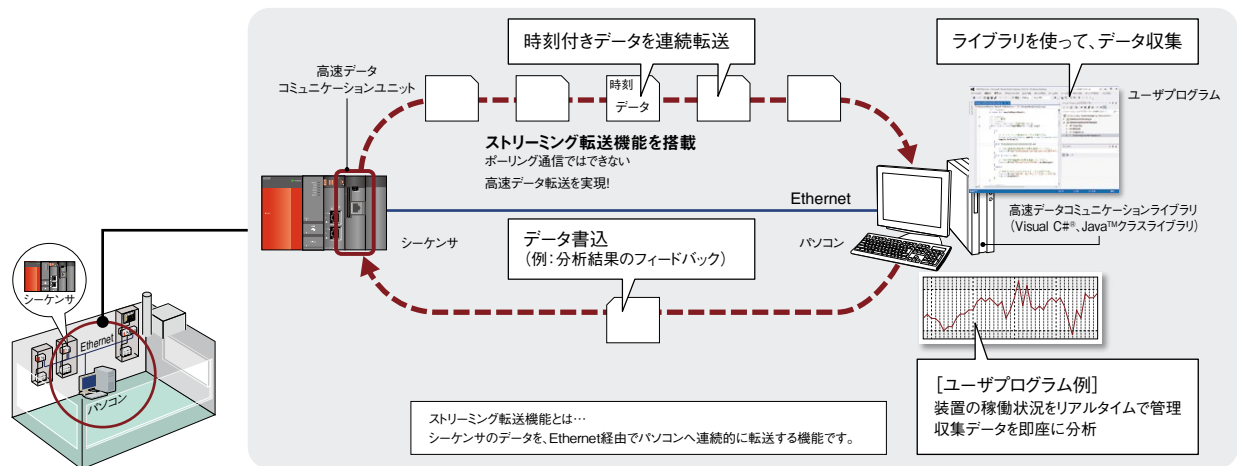 時刻付きデータを連続転送
ライブラリを使って、データ収集
高速データ
コミュニケーションユニット
時刻
データ
ユーザプログラム
ストリーミング転送機能を搭載
ポーリング通信ではできない
高速データ転送を実現!
Ethernet
シーケンサ
パソコン
高速データコミュニケーションライブラリ
(Visual C#®、Java™クラスライブラリ)
データ書込
(例:分析結果のフィードバック)
シーケンサ
Ethernet
パソコン
[ユーザプログラム例]
装置の稼働状況をリアルタイムで管理
収集データを即座に分析
ストリーミング転送機能とは…
シーケンサのデータを、Ethernet経由でパソコンへ連続的に転送する機能です。